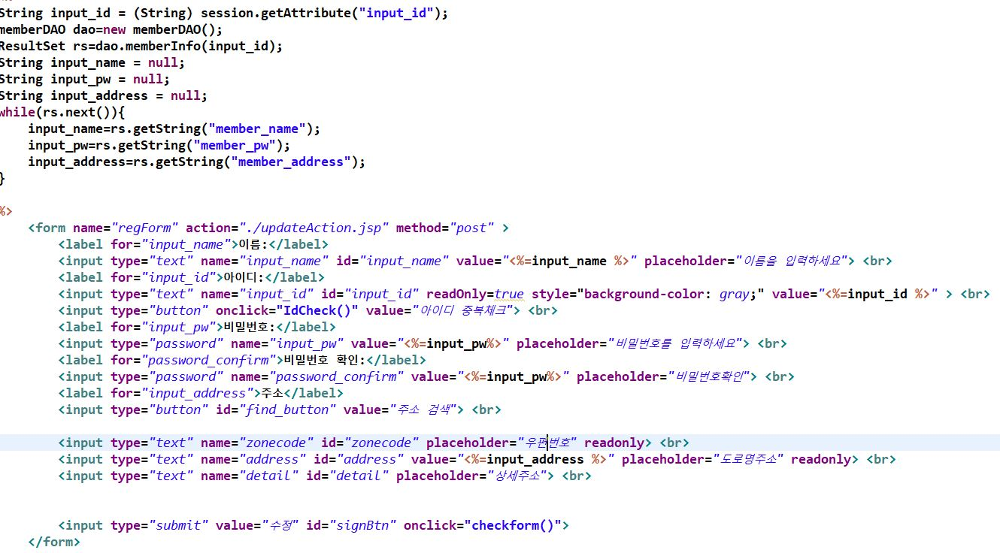 String input_id = (String) session.getAttribute("input_id");
memberDAO dao=new memberDAO();
ResultSet rs=dao.memberInfo(input_id);
String input_name = null;
String input_pw = null;
String input_address = null;
while(rs.next()){
    input_name=rs.getString("member_name");
    input_pw=rs.getString("member_pw");
    input_address=rs.getString("member_address");
}
%>
    <form name="regForm" action="./updateAction.jsp" method="post" >
        <label for="input_name">이름:</label>
        <input type="text" name="input_name" id="input_name" value="<%=input_name %>" placeholder="이름을 입력하세요"> <br>
        <label for="input_id">아이디:</label>
        <input type="text" name="input_id" id="input_id" readOnly=true style="background-color: gray;" value="<%=input_id %>" > <br>
        <input type="button" onclick="IdCheck()" value="아이디 중복체크"> <br>
        <label for="input_pw">비밀번호:</label>
        <input type="password" name="input_pw" value="<%=input_pw%>" placeholder="비밀번호를 입력하세요"> <br>
        <label for="password_confirm">비밀번호 확인:</label>
        <input type="password" name="password_confirm" value="<%=input_pw%>" placeholder="비밀번호확인"> <br>
        <label for="input_address">주소</label>
        <input type="button" id="find_button" value="주소 검색"> <br>
        <input type="text" name="zonecode" id="zonecode" placeholder="우편번호" readonly> <br>
        <input type="text" name="address" id="address" value="<%=input_address %>" placeholder="도로명주소" readonly> <br>
        <input type="text" name="detail" id="detail" placeholder="상세주소"> <br>
        <input type="submit" value="수정" id="signBtn" onclick="checkform()">
    </form>